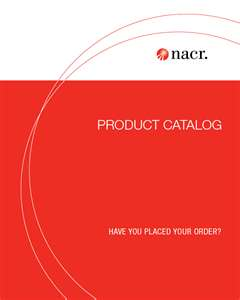 nacr.
PRODUCT CATALOG
HAVE YOU PLACED YOUR ORDER?